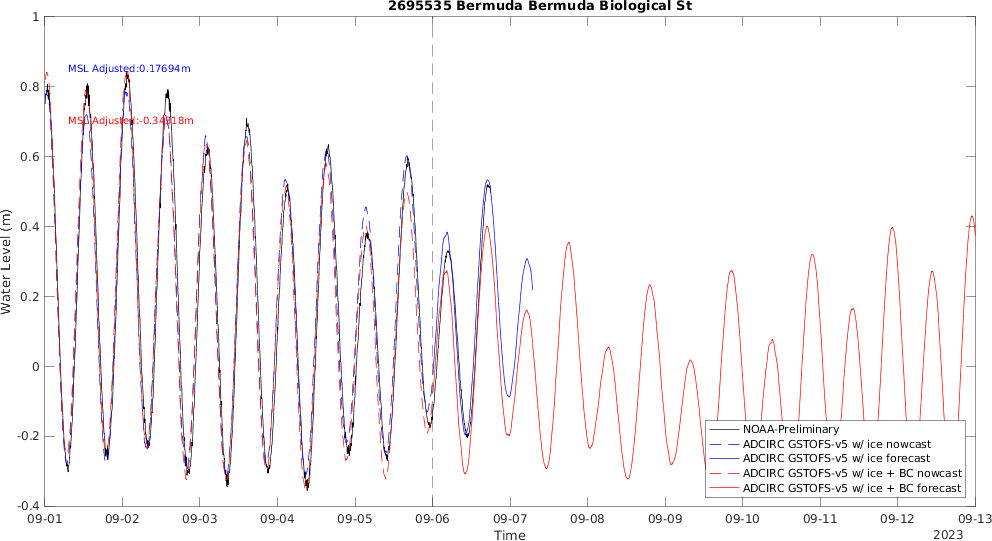 2695535 Bermuda Bermuda Biological St
1
0.8
0.6
0.4
0.2
0
-0.2
-0.4
Water Level (m)
MSL Adjusted:0.17694m
MSL Adjusted:-0.34318m
NOAA-Preliminary
ADCIRC GSTOFS-v5 w/ ice nowcast
ADCIRC GSTOFS-v5 w/ ice forecast
ADCIRC GSTOFS-v5 w/ ice + BC nowcast
ADCIRC GSTOFS-v5 w/ ice + BC forecast
09-01 09-02 09-03 09-04 09-05 09-06 09-07 09-08 09-09 09-10 09-11 09-12 09-13
Time
2023